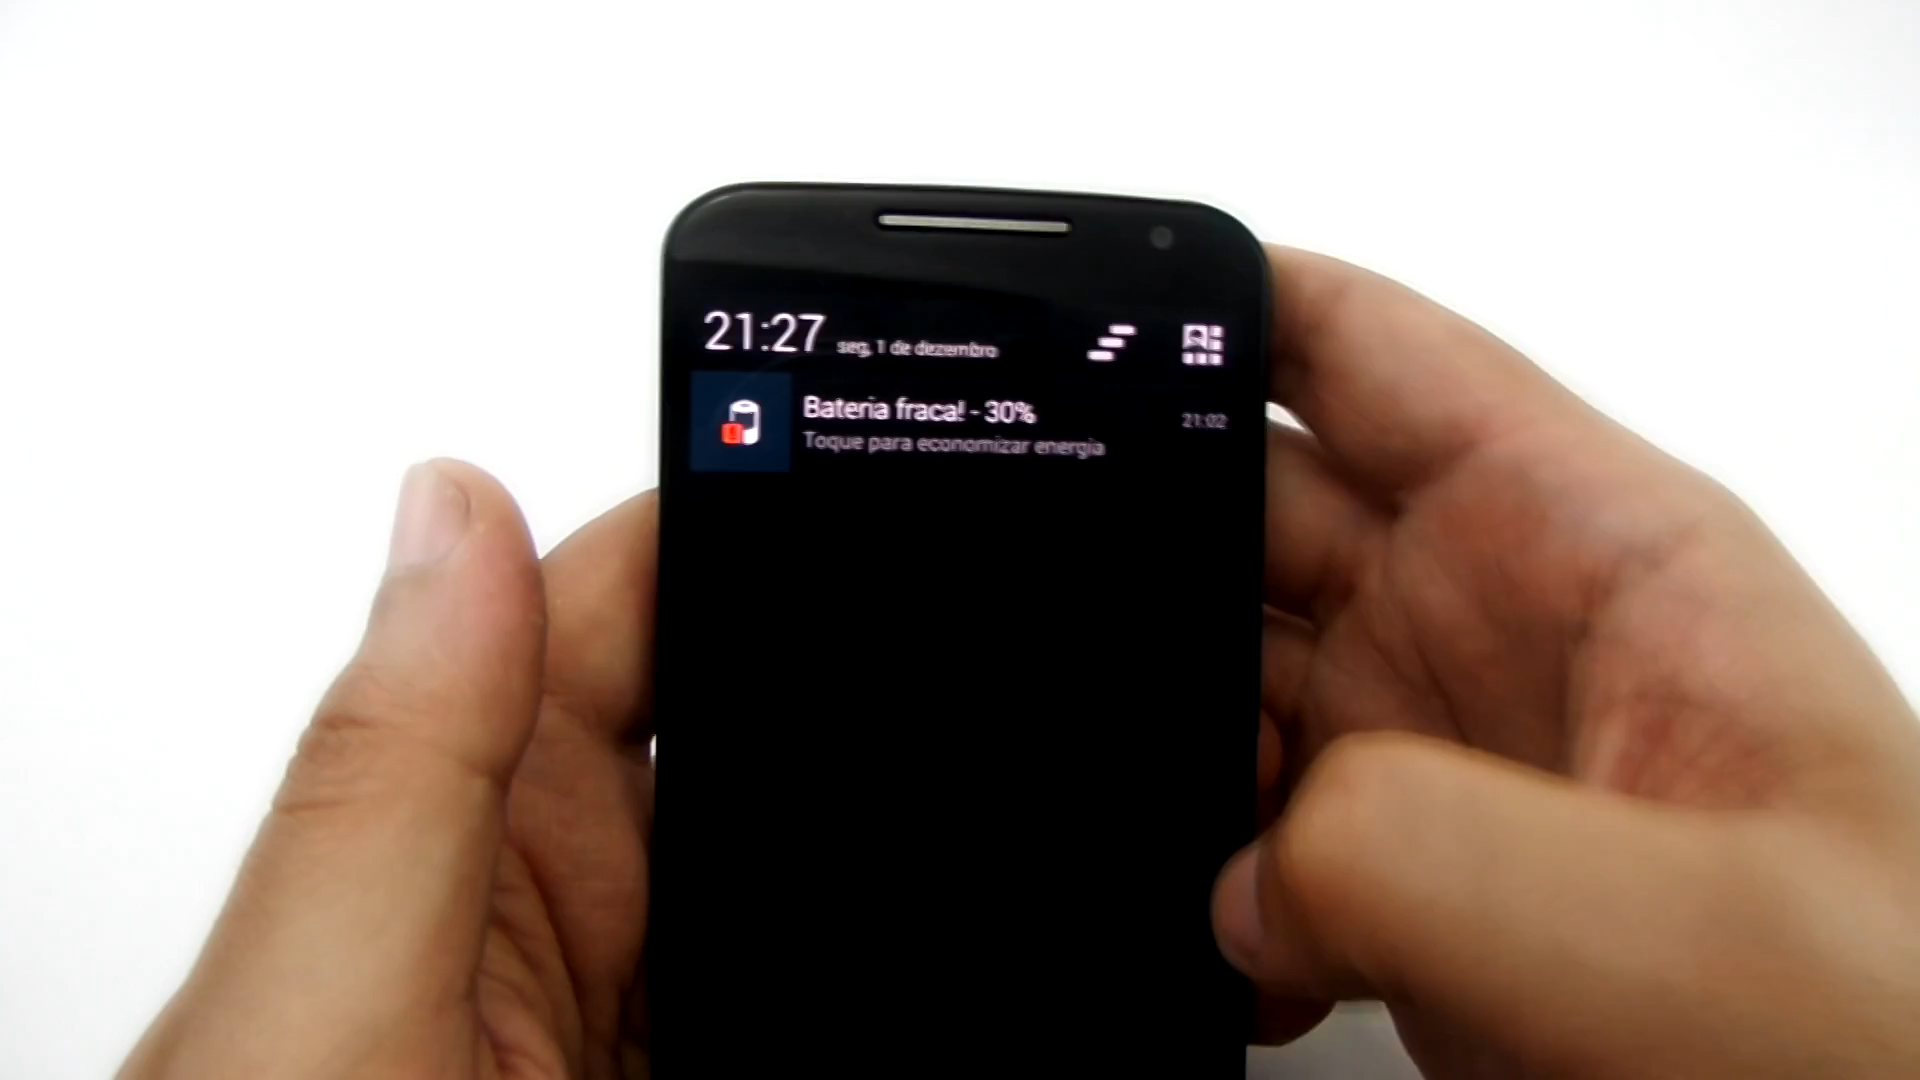 21:27 seg, 1 de dezembro
Bateria fraca! - 30% 21:02
Toque para economizar energia